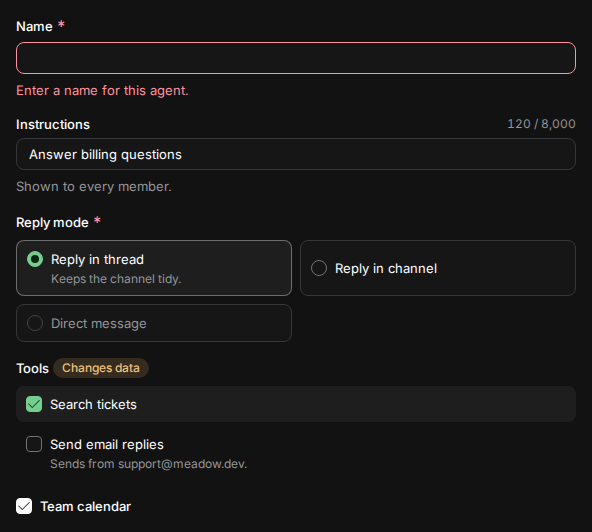 Name *
Enter a name for this agent.
Instructions 120 / 8,000
Answer billing questions
Shown to every member.
Reply mode *
Reply in thread
Keeps the channel tidy.
Reply in channel
Direct message
Tools Changes data
Search tickets
Send email replies
Sends from support@meadow.dev.
Team calendar